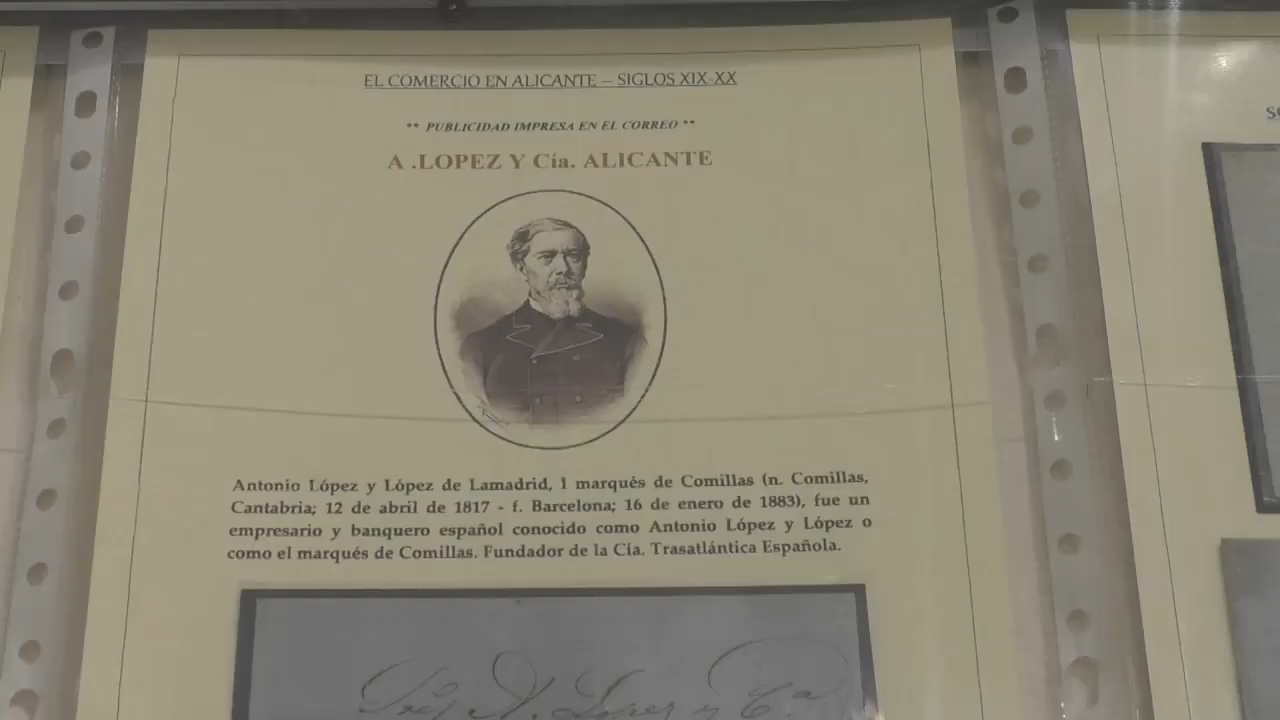 EL COMERCIO EN ALICANTE – SIGLOS XIX-XX
** PUBLICIDAD IMPRESA EN EL CORREO **
A .LOPEZ Y Cía. ALICANTE
Antonio López y López de Lamadrid, I marqués de Comillas (n. Comillas,
Cantabria; 12 de abril de 1817 - f. Barcelona; 16 de enero de 1883), fue un
empresario y banquero español conocido como Antonio López y López o
como el marqués de Comillas. Fundador de la Cía. Trasatlántica Española.
A. Lopez y Cª